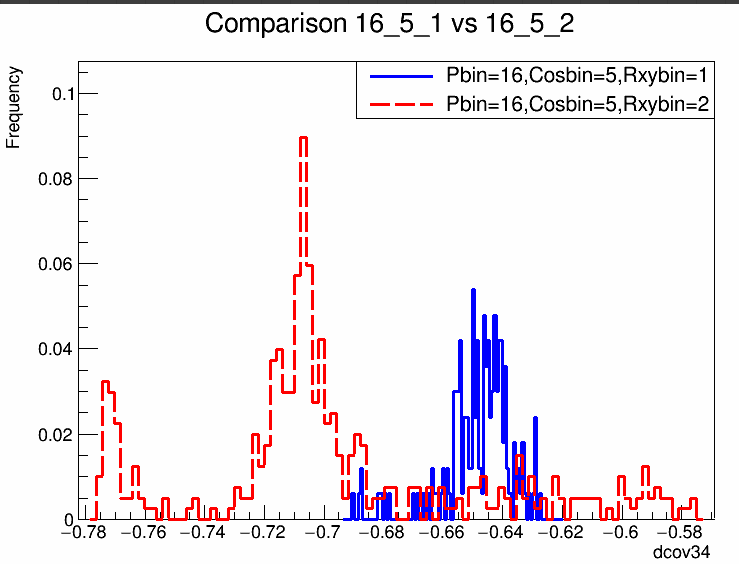 Comparison 16_5_1 vs 16_5_2
Frequency
Pbin=16,Cosbin=5,Rxybin=1
Pbin=16,Cosbin=5,Rxybin=2
0.1
0.08
0.06
0.04
0.02
0
−0.78 −0.76 −0.74 −0.72 −0.7 −0.68 −0.66 −0.64 −0.62 −0.6 −0.58
dcov34